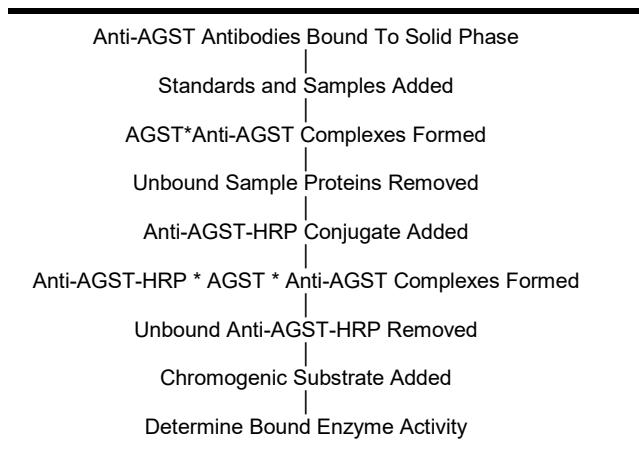 Anti-AGST Antibodies Bound To Solid Phase
Standards and Samples Added
AGST*Anti-AGST Complexes Formed
Unbound Sample Proteins Removed
Anti-AGST-HRP Conjugate Added
Anti-AGST-HRP * AGST * Anti-AGST Complexes Formed
Unbound Anti-AGST-HRP Removed
Chromogenic Substrate Added
Determine Bound Enzyme Activity